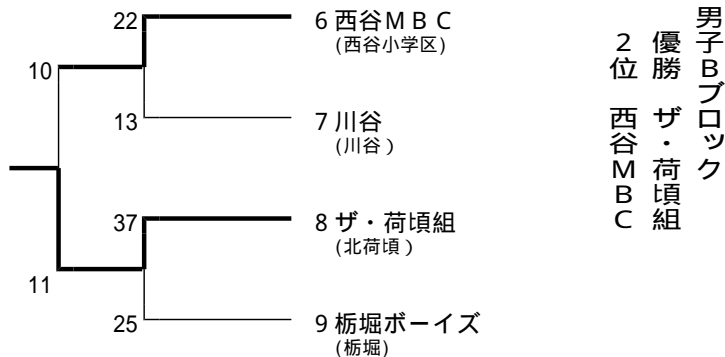 22
6 西谷ＭＢＣ
(西谷小学区)
10
13
7 川谷
(川谷)
37
8 ザ・荷頃組
(北荷頃)
11
25
9 栃堀ボーイズ
(栃堀)
男子Ｂブロック
優勝　ザ・荷頃組
２位　西谷ＭＢＣ